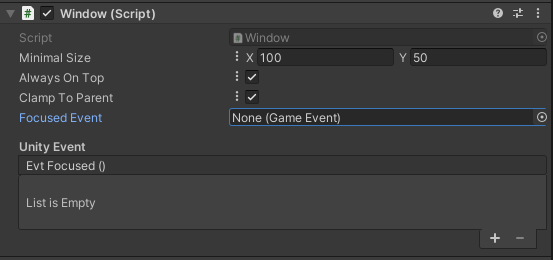 Window (Script)
Script Window
Minimal Size X 100 Y 50
Always On Top
Clamp To Parent
Focused Event None (Game Event)
Unity Event
Evt Focused ()
List is Empty